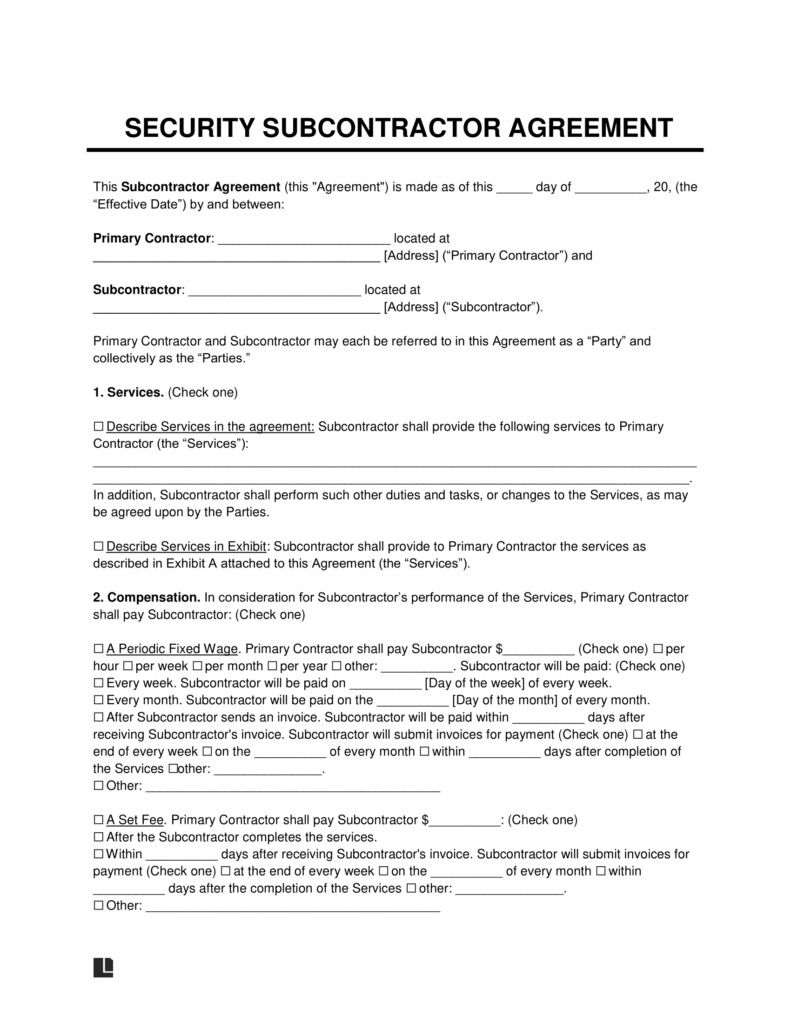 SECURITY SUBCONTRACTOR AGREEMENT
This Subcontractor Agreement (this "Agreement") is made as of this _____ day of __________, 20, (the
“Effective Date”) by and between:
Primary Contractor: ________________________ located at
________________________________________ [Address] (“Primary Contractor”) and
Subcontractor: ________________________ located at
________________________________________ [Address] (“Subcontractor”).
Primary Contractor and Subcontractor may each be referred to in this Agreement as a “Party” and
collectively as the “Parties.”
1. Services. (Check one)
☐ Describe Services in the agreement: Subcontractor shall provide the following services to Primary
Contractor (the “Services”):
____________________________________________________________________________________
___________________________________________________________________________________.
In addition, Subcontractor shall perform such other duties and tasks, or changes to the Services, as may
be agreed upon by the Parties.
☐ Describe Services in Exhibit: Subcontractor shall provide to Primary Contractor the services as
described in Exhibit A attached to this Agreement (the “Services”).
2. Compensation. In consideration for Subcontractor’s performance of the Services, Primary Contractor
shall pay Subcontractor: (Check one)
☐ A Periodic Fixed Wage. Primary Contractor shall pay Subcontractor $__________ (Check one) ☐ per
hour ☐ per week ☐ per month ☐ per year ☐ other: __________. Subcontractor will be paid: (Check one)
☐ Every week. Subcontractor will be paid on __________ [Day of the week] of every week.
☐ Every month. Subcontractor will be paid on the __________ [Day of the month] of every month.
☐ After Subcontractor sends an invoice. Subcontractor will be paid within __________ days after
receiving Subcontractor's invoice. Subcontractor will submit invoices for payment (Check one) ☐ at the
end of every week ☐ on the __________ of every month ☐ within __________ days after completion of
the Services ☐other: _______________.
☐ Other: _________________________________________
☐ A Set Fee. Primary Contractor shall pay Subcontractor $__________: (Check one)
☐ After the Subcontractor completes the services.
☐ Within __________ days after receiving Subcontractor's invoice. Subcontractor will submit invoices for
payment (Check one) ☐ at the end of every week ☐ on the __________ of every month ☐ within
__________ days after the completion of the Services ☐ other: _______________.
☐ Other: _________________________________________